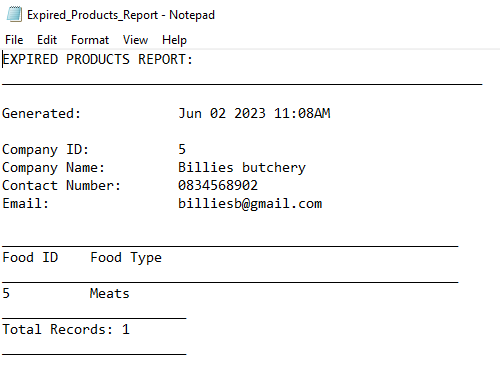 Expired_Products_Report - Notepad
File Edit Format View Help
EXPIRED PRODUCTS REPORT:
Generated: Jun 02 2023 11:08AM
Company ID: 5
Company Name: Billies butchery
Contact Number: 0834568902
Email: billiesb@gmail.com
Food ID Food Type
5 Meats
Total Records: 1